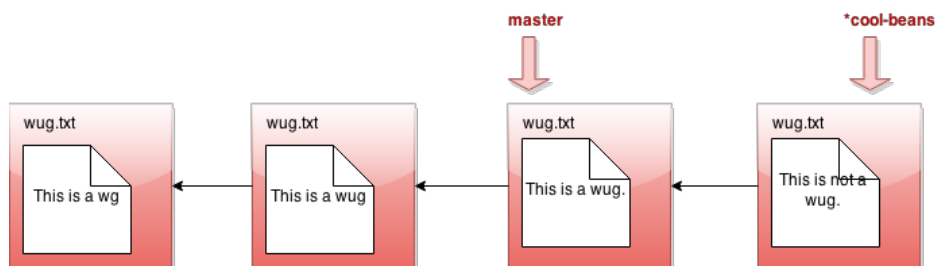 master
*cool-beans
wug.txt
This is a wg
wug.txt
This is a wug
wug.txt
This is a wug.
wug.txt
This is not a
wug.